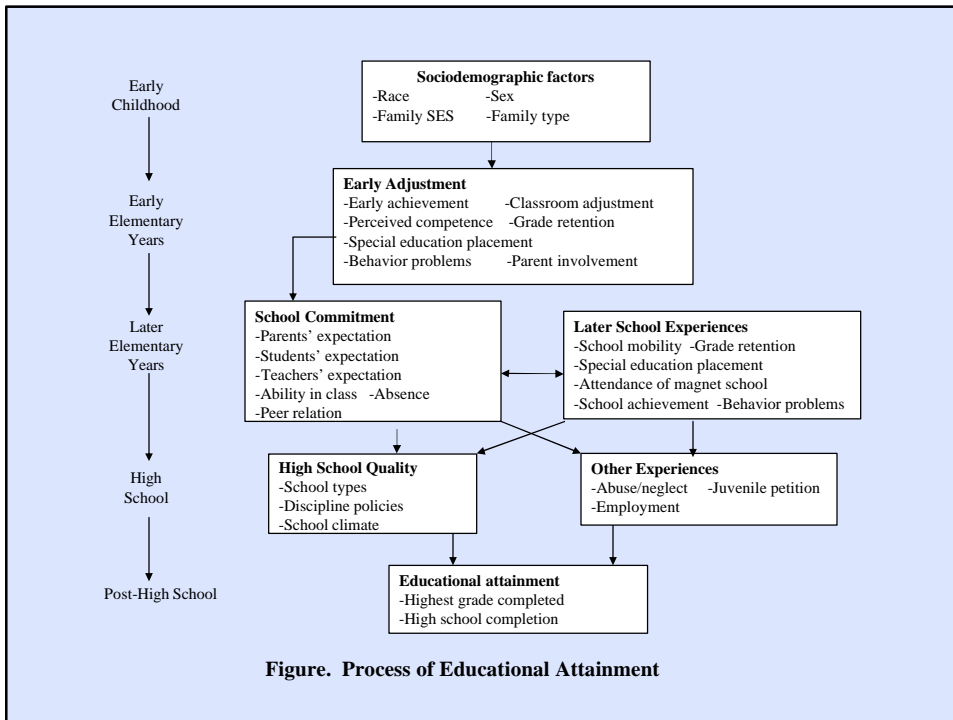 Early
Childhood
Sociodemographic factors
-Race -Sex
-Family SES -Family type
Early
Elementary
Years
Early Adjustment
-Early achievement -Classroom adjustment
-Perceived competence -Grade retention
-Special education placement
-Behavior problems -Parent involvement
Later
Elementary
Years
School Commitment
-Parents’ expectation
-Students’ expectation
-Teachers’ expectation
-Ability in class -Absence
-Peer relation
Later School Experiences
-School mobility -Grade retention
-Special education placement
-Attendance of magnet school
-School achievement -Behavior problems
High
School
High School Quality
-School types
-Discipline policies
-School climate
Other Experiences
-Abuse/neglect -Juvenile petition
-Employment
Post-High School
Educational attainment
-Highest grade completed
-High school completion
Figure. Process of Educational Attainment